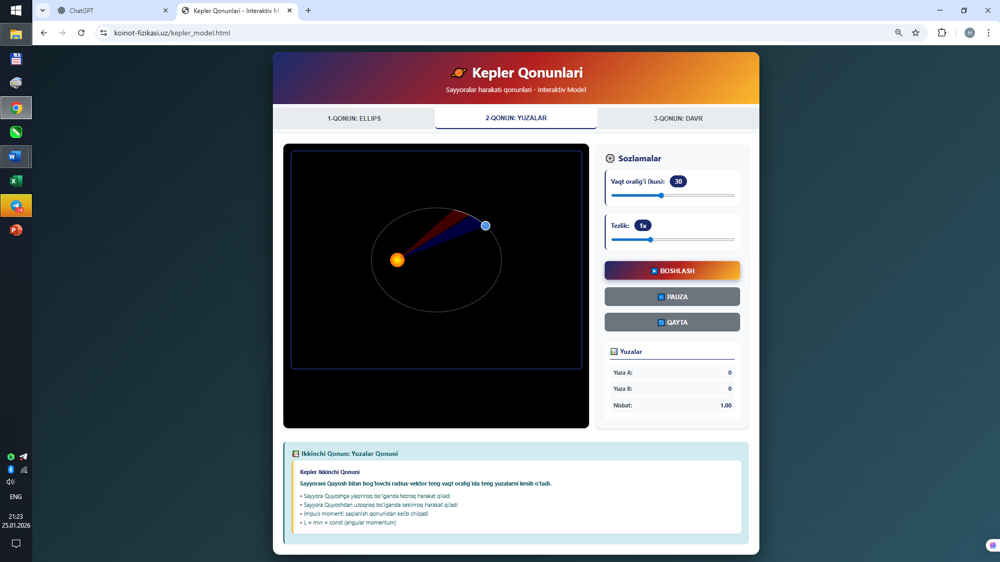 ChatGPT
Kepler Qonunlari - Interaktiv M
koinot-fizikasi.uz/kepler_model.html
H
Kepler Qonunlari
Sayyoralar harakati qonunlari - Interaktiv Model
1-QONUN: ELLIPS
2-QONUN: YUZALAR
3-QONUN: DAVR
Sozlamalar
Vaqt oralig'i (kun): 30
Tezlik: 1x
BOSHLASH
PAUZA
QAYTA
Yuzalar
Yuza A: 0
Yuza B: 0
Nisbat: 1.00
Ikkinchi Qonun: Yuzalar Qonuni
Kepler Ikkinchi Qonuni
Sayyorani Quyosh bilan bog'lovchi radius-vektor teng vaqt oralig'ida teng yuzalarni kesib o'tadi.
• Sayyora Quyoshga yaqinroq bo'lganda tezroq harakat qiladi
• Sayyora Quyoshdan uzoqroq bo'lganda sekinroq harakat qiladi
• Impuls momenti saqlanish qonunidan kelib chiqadi
• L = mvr = const (angular momentum)
W
X
18
P
ENG
21:23
25.01.2026